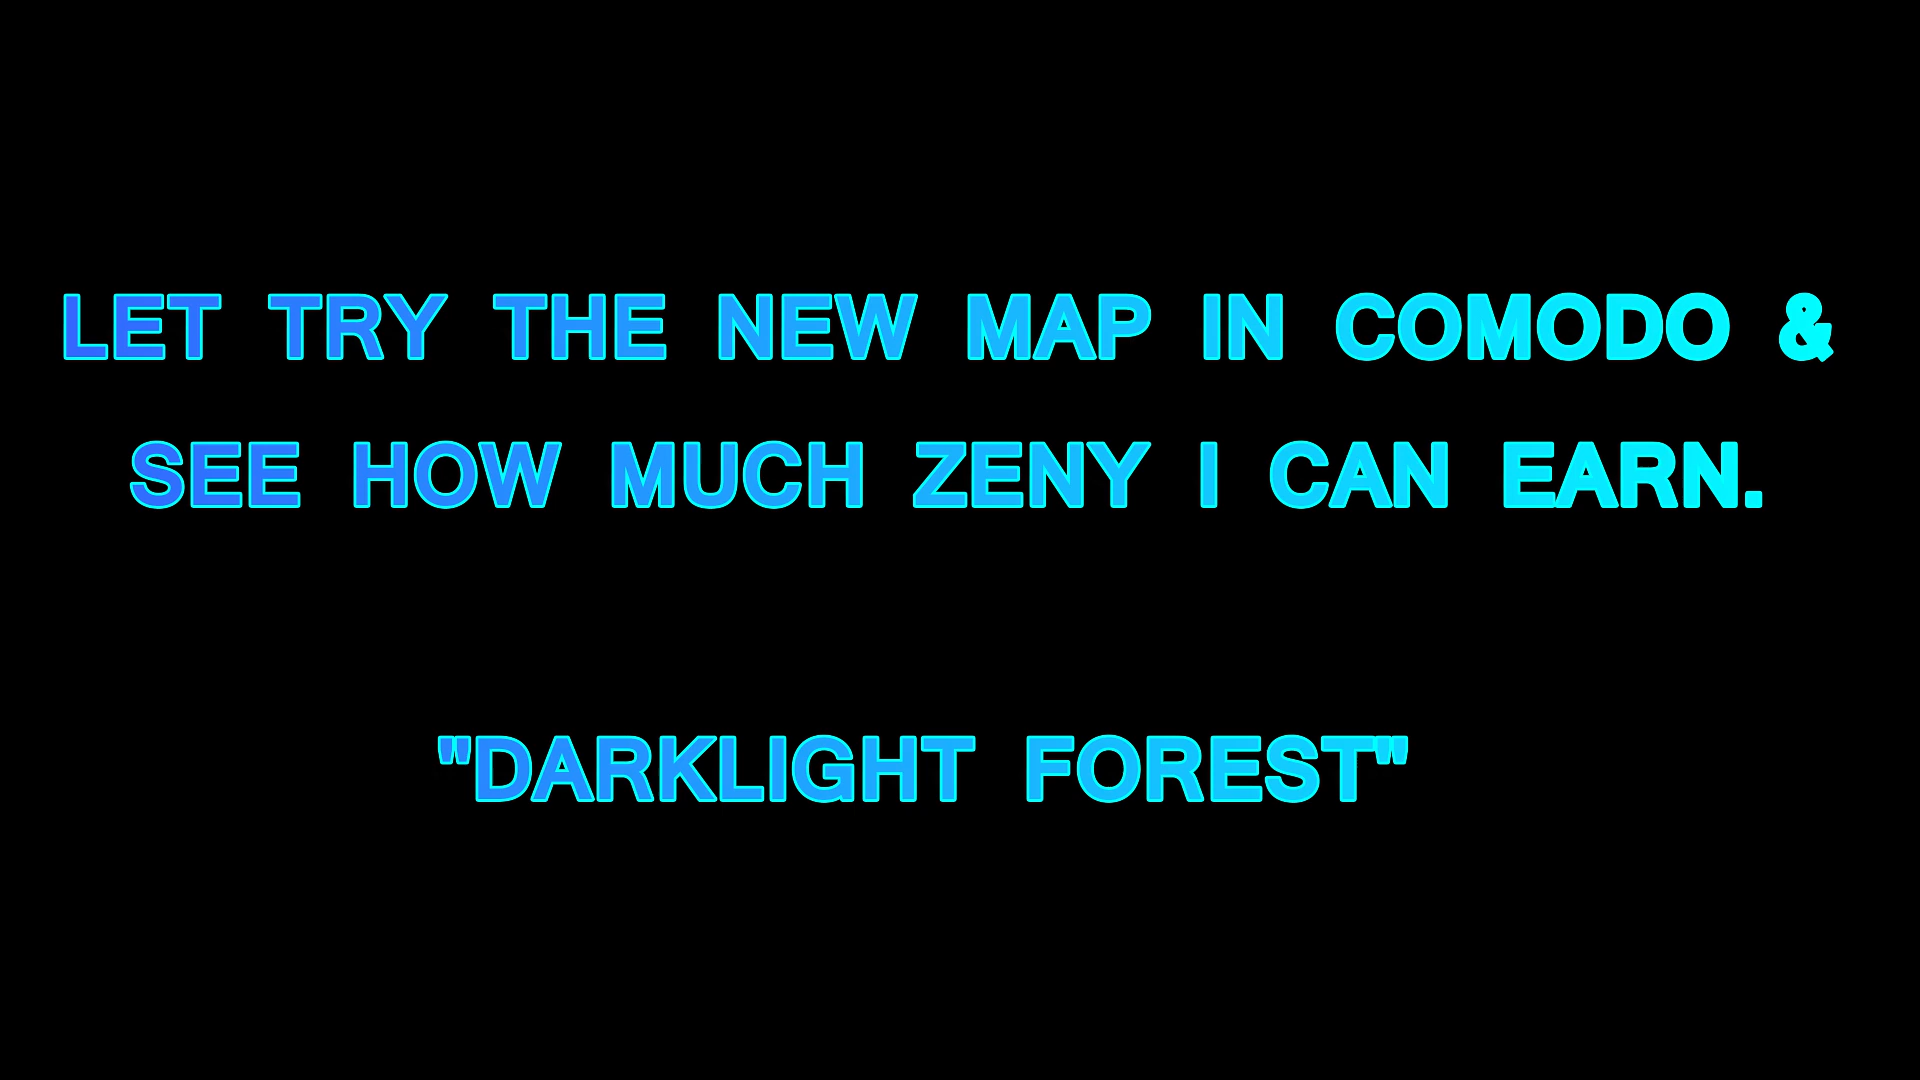 LET TRY THE NEW MAP IN COMODO &
SEE HOW MUCH ZENY I CAN EARN.
"DARKLIGHT FOREST"